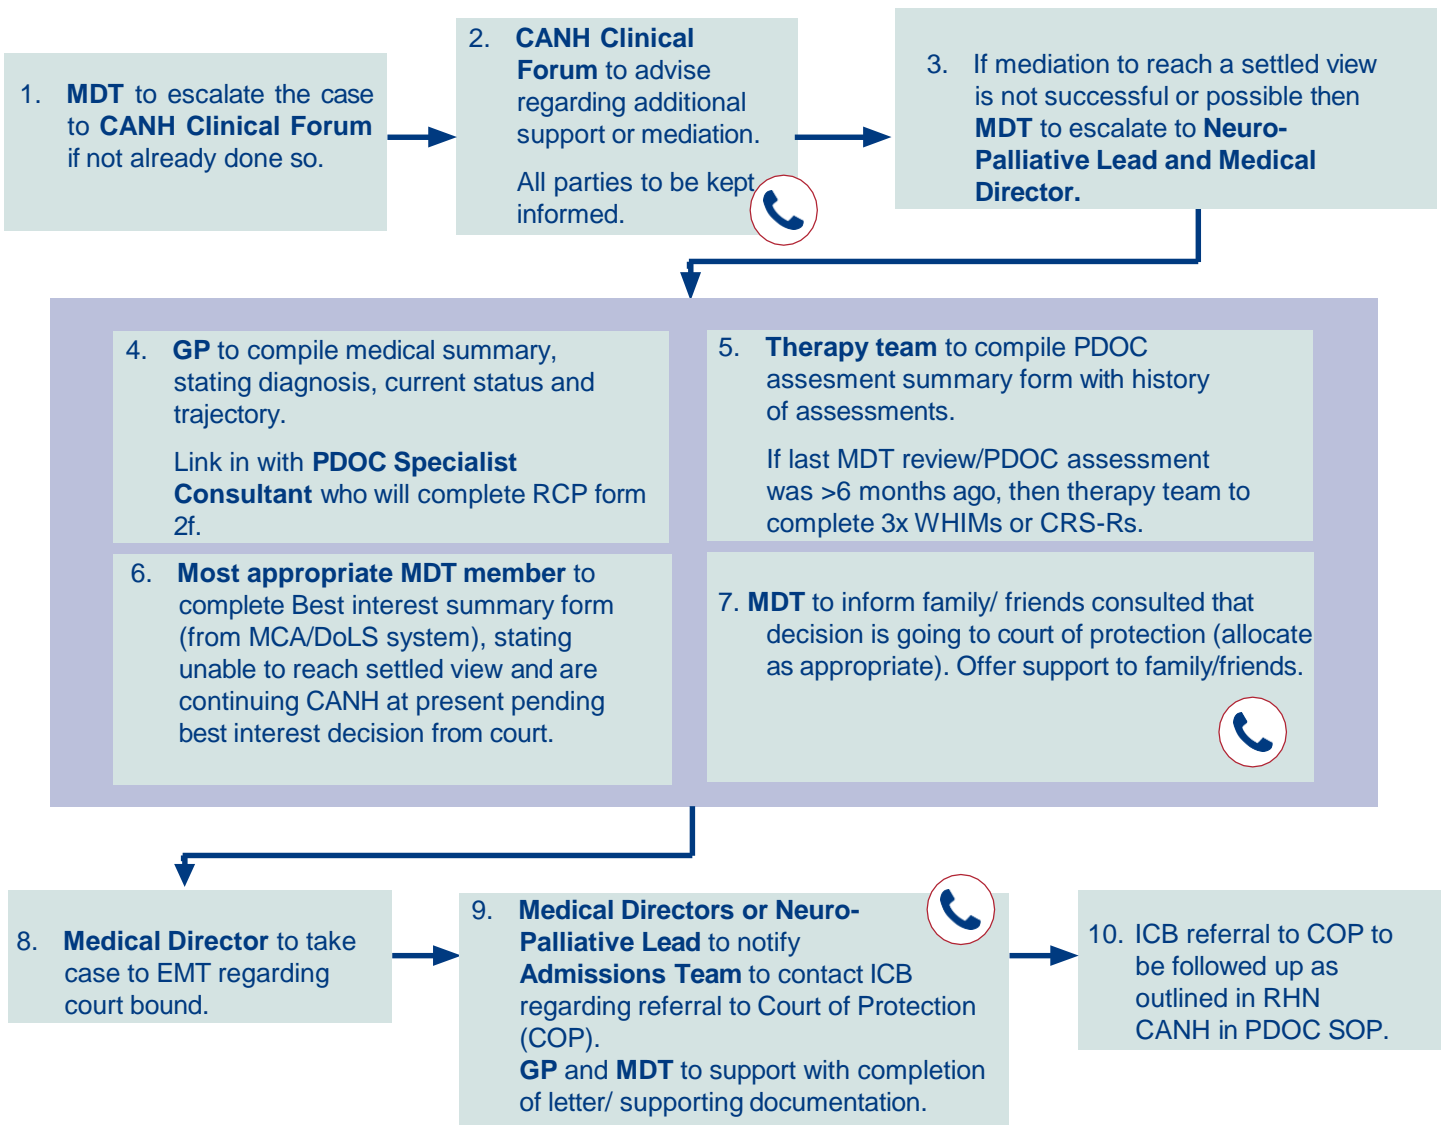 1. MDT to escalate the case
to CANH Clinical Forum
if not already done so.
2. CANH Clinical
Forum to advise
regarding additional
support or mediation.
All parties to be kept
informed.
3. If mediation to reach a settled view
is not successful or possible then
MDT to escalate to Neuro-
Palliative Lead and Medical
Director.
4. GP to compile medical summary,
stating diagnosis, current status and
trajectory.
Link in with PDOC Specialist
Consultant who will complete RCP form
2f.
5. Therapy team to compile PDOC
assesment summary form with history
of assessments.
If last MDT review/PDOC assessment
was >6 months ago, then therapy team to
complete 3x WHIMs or CRS-Rs.
6. Most appropriate MDT member to
complete Best interest summary form
(from MCA/DoLS system), stating
unable to reach settled view and are
continuing CANH at present pending
best interest decision from court.
7. MDT to inform family/ friends consulted that
decision is going to court of protection (allocate
as appropriate). Offer support to family/friends.
8. Medical Director to take
case to EMT regarding
court bound.
9. Medical Directors or Neuro-
Palliative Lead to notify
Admissions Team to contact ICB
regarding referral to Court of Protection
(COP).
GP and MDT to support with completion
of letter/ supporting documentation.
10. ICB referral to COP to
be followed up as
outlined in RHN
CANH in PDOC SOP.